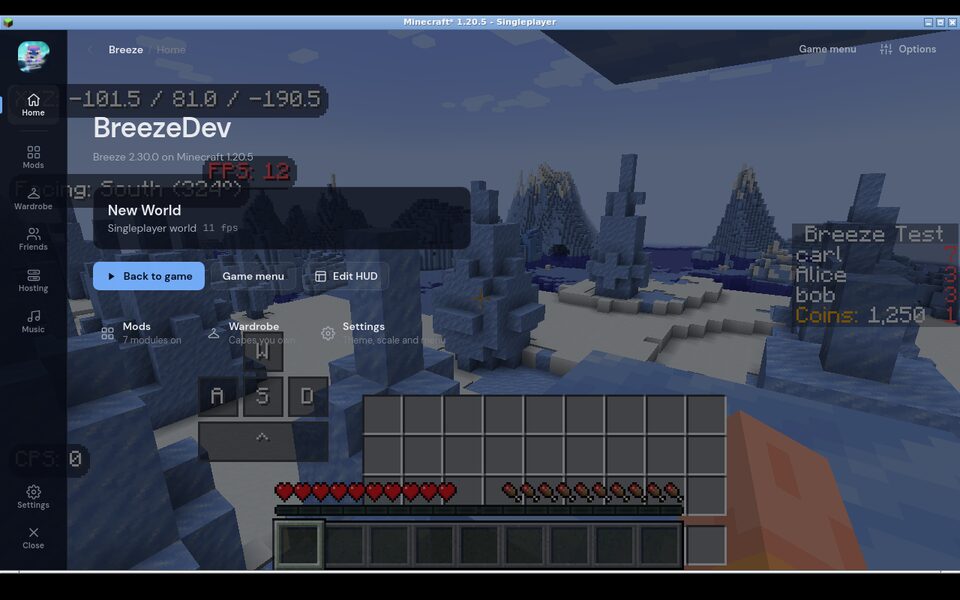 Minecraft* 1.20.5 - Singleplayer
Breeze / Home
Game menu
Options
XYZ: -101.5 / 81.0 / -190.5
Home
BreezeDev
Breeze 2.30.0 on Minecraft 1.20.5
FPS: 12
Mods
Facing: South (324°)
Wardrobe
New World
Singleplayer world 11 fps
Friends
Breeze Test
carl 7
Alice 3
bob 3
Coins: 1,250 1
Back to game
Game menu
Edit HUD
Hosting
Music
Mods
7 modules on
Wardrobe
Capes you own
Settings
Theme, scale and menu
W
A
S
D
^
CPS: 0
Settings
Close